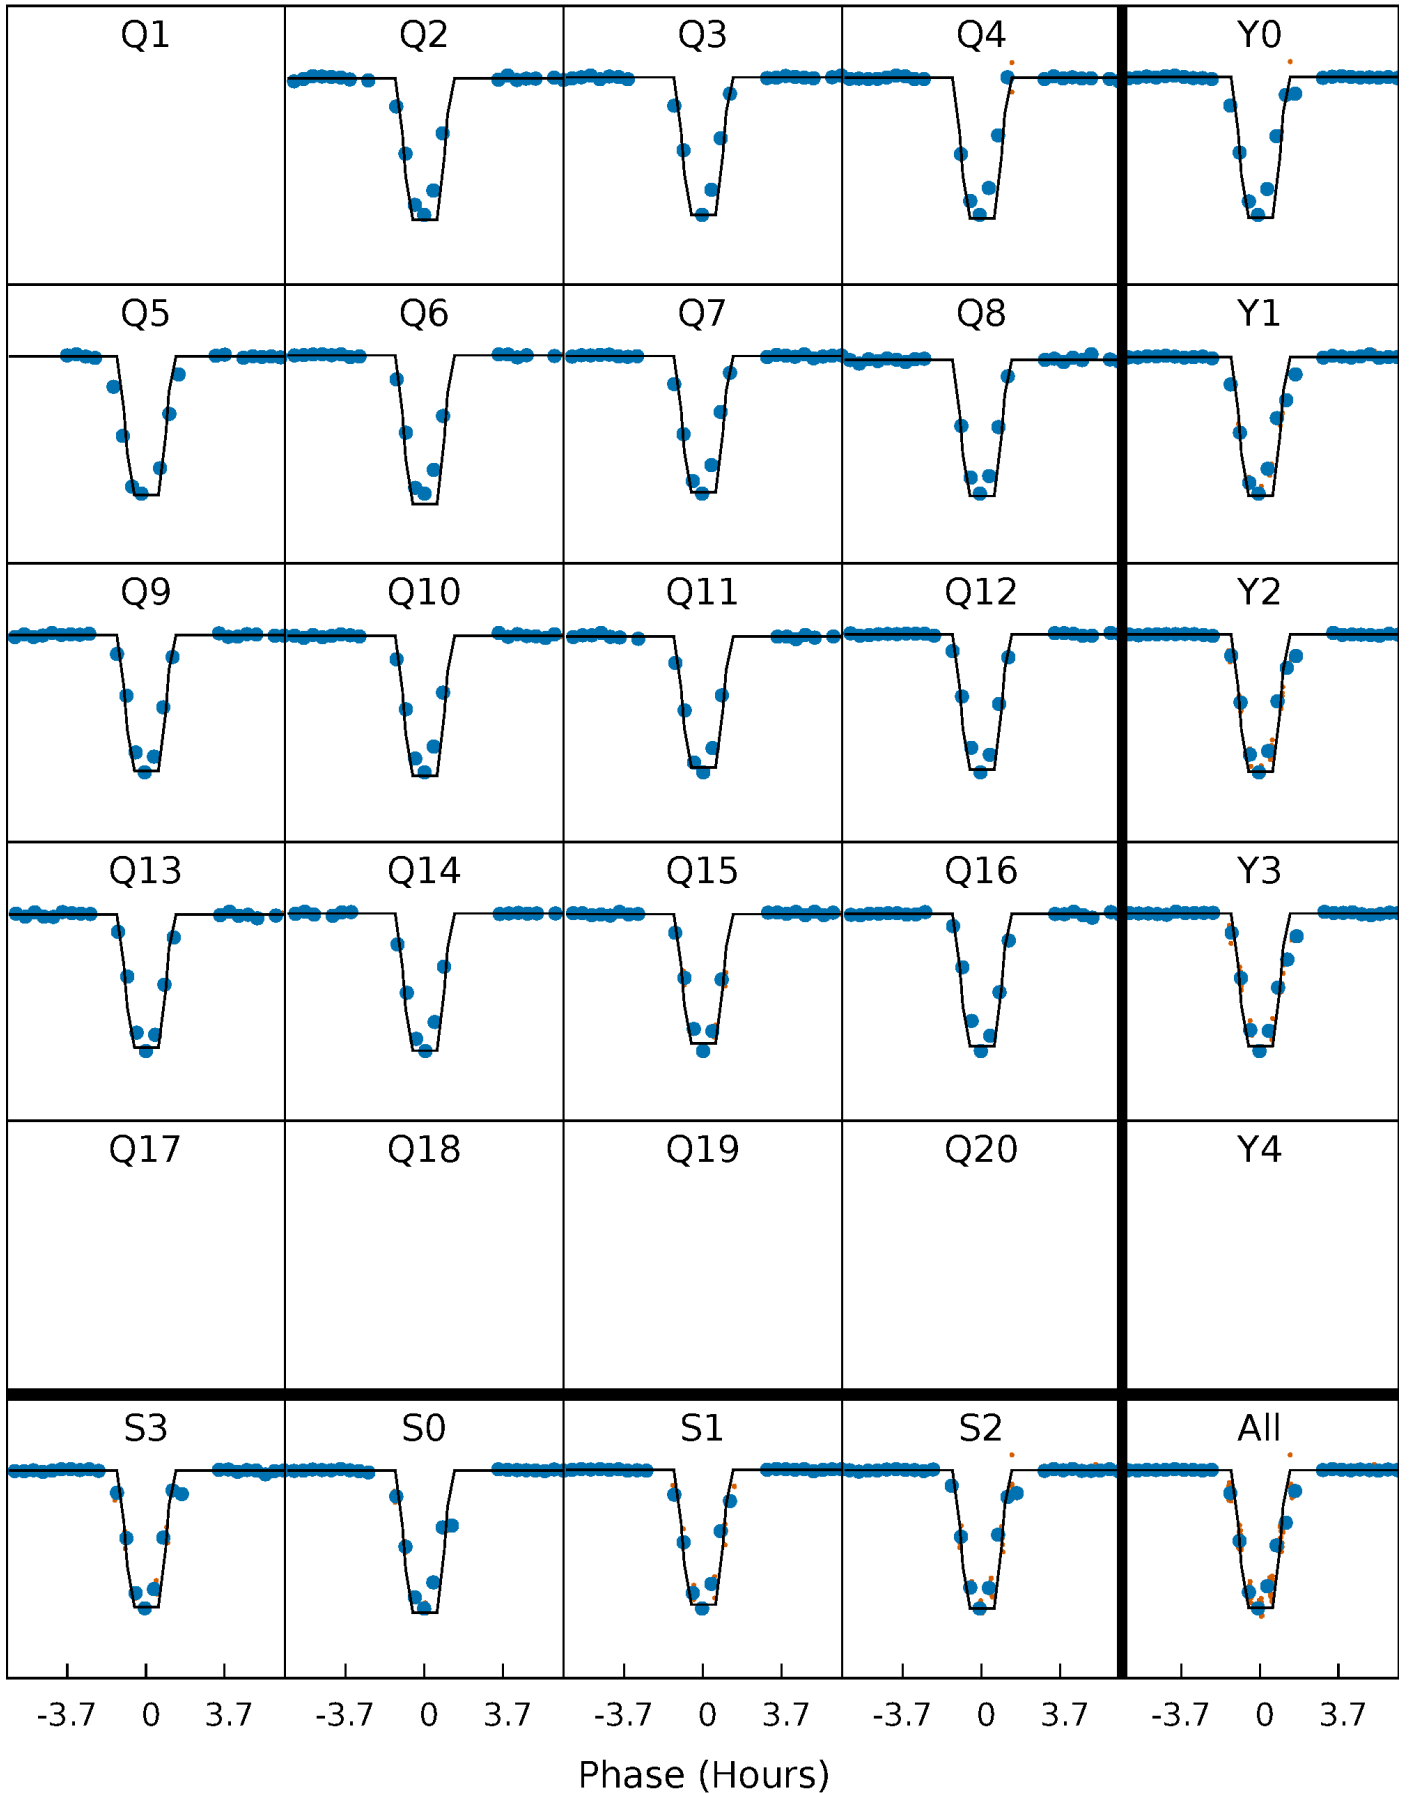 Q1 Q2 Q3 Q4 Y0
Q5 Q6 Q7 Q8 Y1
Q9 Q10 Q11 Q12 Y2
Q13 Q14 Q15 Q16 Y3
Q17 Q18 Q19 Q20 Y4
S3 S0 S1 S2 All
-3.7 0 3.7 -3.7 0 3.7 -3.7 0 3.7 -3.7 0 3.7 -3.7 0 3.7
Phase (Hours)